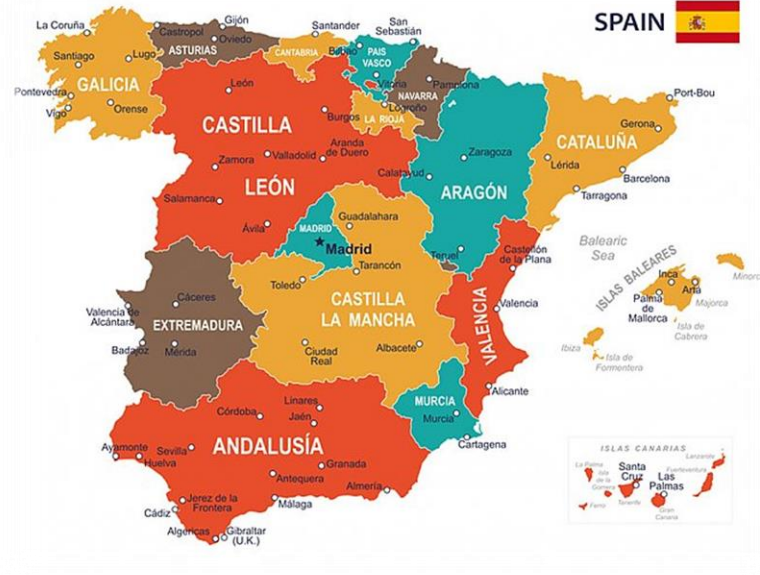 SPAIN
La Coruña
Castropol
Gijón
Oviedo
Santander
San
Sebastián
Santiago
Lugo
ASTURIAS
CANTABRIA
Bilbao
PAIS
VASCO
Vitoria
GALICIA
Pontevedra
Vigo
Orense
León
NAVARRA
Pamplona
Logroño
LA RIOJA
Burgos
Port-Bou
Gerona
CATALUÑA
CASTILLA
LEÓN
Zamora
Valladolid
Aranda
de Duero
Calatayud
Zaragoza
ARAGÓN
Lérida
Barcelona
Tarragona
Salamanca
Ávila
MADRID
Madrid
Guadalahara
Tarancón
Toledo
Teruel
Castellón
de la Plana
Balearic
Sea
ISLAS BALEARES
Inca
Artà
Minorc
Palma
de
Mallorca
Majorca
Isla de
Cabrera
Ibiza
Isla de
Formentera
Cáceres
EXTREMADURA
Valencia de
Alcántara
Badajoz
Mérida
CASTILLA
LA MANCHA
Ciudad
Real
Albacete
VALENCIA
Valencia
Alicante
MURCIA
Murcia
Cartagena
Linares
Jaén
Córdoba
ANDALUSÍA
Ayamonte
Huelva
Sevilla
Granada
Antequera
Almería
Jerez de la
Frontera
Cádiz
Málaga
Algeciras
Gibraltar
(U.K.)
ISLAS CANARIAS
La Palma
Isla
de la
Gomera
Ferro
Santa
Cruz
Tenerife
Las
Palmas
Gran
Canaria
Fuerteventura
Lanzarote